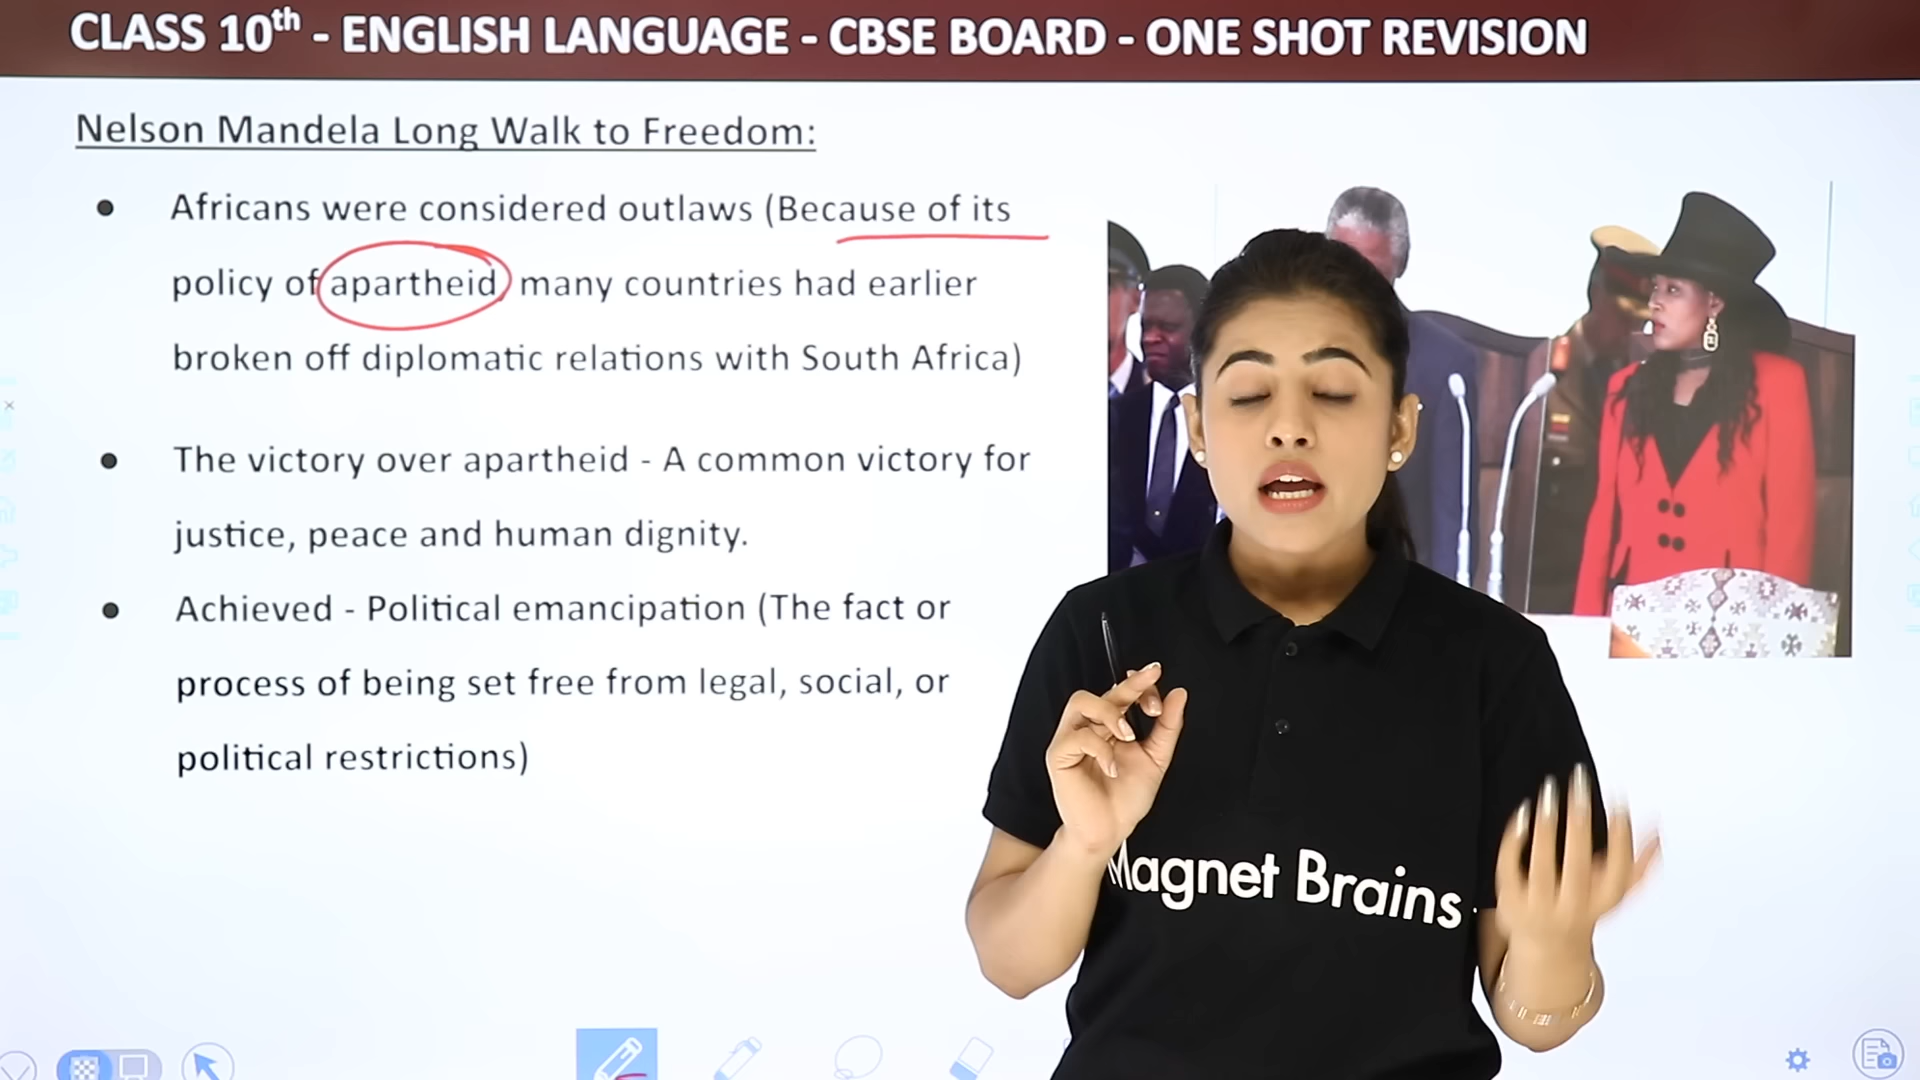 CLASS 10th - ENGLISH LANGUAGE - CBSE BOARD - ONE SHOT REVISION
Nelson Mandela Long Walk to Freedom:
● Africans were considered outlaws (Because of its
policy of apartheid, many countries had earlier
broken off diplomatic relations with South Africa)
● The victory over apartheid - A common victory for
justice, peace and human dignity.
● Achieved - Political emancipation (The fact or
process of being set free from legal, social, or
political restrictions)
Magnet Brains